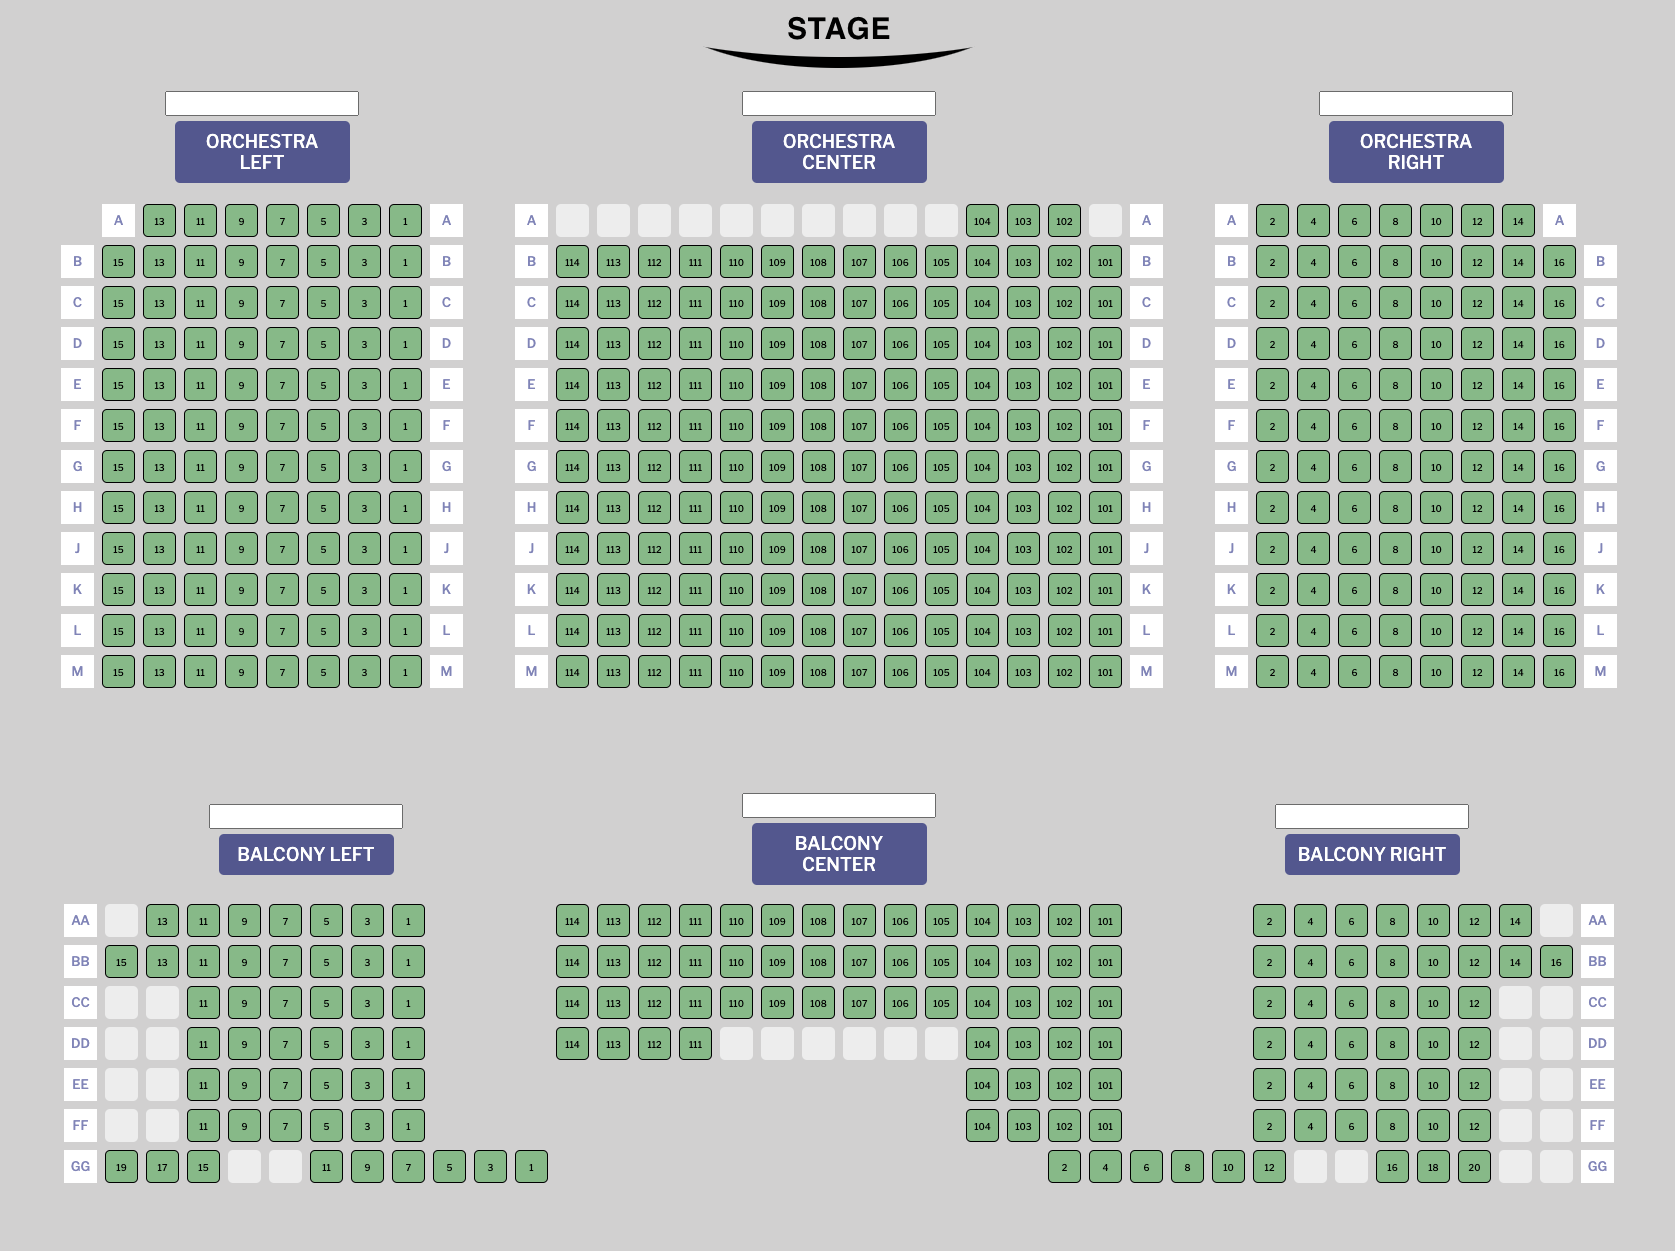 STAGE
ORCHESTRA
LEFT
ORCHESTRA
CENTER
ORCHESTRA
RIGHT
A 13 11 9 7 5 3 1 A A 104 103 102 A A 2 4 6 8 10 12 14 A
B 15 13 11 9 7 5 3 1 B B 114 113 112 111 110 109 108 107 106 105 104 103 102 101 B B 2 4 6 8 10 12 14 16 B
C 15 13 11 9 7 5 3 1 C C 114 113 112 111 110 109 108 107 106 105 104 103 102 101 C C 2 4 6 8 10 12 14 16 C
D 15 13 11 9 7 5 3 1 D D 114 113 112 111 110 109 108 107 106 105 104 103 102 101 D D 2 4 6 8 10 12 14 16 D
E 15 13 11 9 7 5 3 1 E E 114 113 112 111 110 109 108 107 106 105 104 103 102 101 E E 2 4 6 8 10 12 14 16 E
F 15 13 11 9 7 5 3 1 F F 114 113 112 111 110 109 108 107 106 105 104 103 102 101 F F 2 4 6 8 10 12 14 16 F
G 15 13 11 9 7 5 3 1 G G 114 113 112 111 110 109 108 107 106 105 104 103 102 101 G G 2 4 6 8 10 12 14 16 G
H 15 13 11 9 7 5 3 1 H H 114 113 112 111 110 109 108 107 106 105 104 103 102 101 H H 2 4 6 8 10 12 14 16 H
J 15 13 11 9 7 5 3 1 J J 114 113 112 111 110 109 108 107 106 105 104 103 102 101 J J 2 4 6 8 10 12 14 16 J
K 15 13 11 9 7 5 3 1 K K 114 113 112 111 110 109 108 107 106 105 104 103 102 101 K K 2 4 6 8 10 12 14 16 K
L 15 13 11 9 7 5 3 1 L L 114 113 112 111 110 109 108 107 106 105 104 103 102 101 L L 2 4 6 8 10 12 14 16 L
M 15 13 11 9 7 5 3 1 M M 114 113 112 111 110 109 108 107 106 105 104 103 102 101 M M 2 4 6 8 10 12 14 16 M
BALCONY LEFT
BALCONY
CENTER
BALCONY RIGHT
AA 13 11 9 7 5 3 1 114 113 112 111 110 109 108 107 106 105 104 103 102 101 2 4 6 8 10 12 14 AA
BB 15 13 11 9 7 5 3 1 114 113 112 111 110 109 108 107 106 105 104 103 102 101 2 4 6 8 10 12 14 16 BB
CC 11 9 7 5 3 1 114 113 112 111 110 109 108 107 106 105 104 103 102 101 2 4 6 8 10 12 CC
DD 11 9 7 5 3 1 114 113 112 111 104 103 102 101 2 4 6 8 10 12 DD
EE 11 9 7 5 3 1 104 103 102 101 2 4 6 8 10 12 EE
FF 11 9 7 5 3 1 104 103 102 101 2 4 6 8 10 12 FF
GG 19 17 15 11 9 7 5 3 1 2 4 6 8 10 12 16 18 20 GG